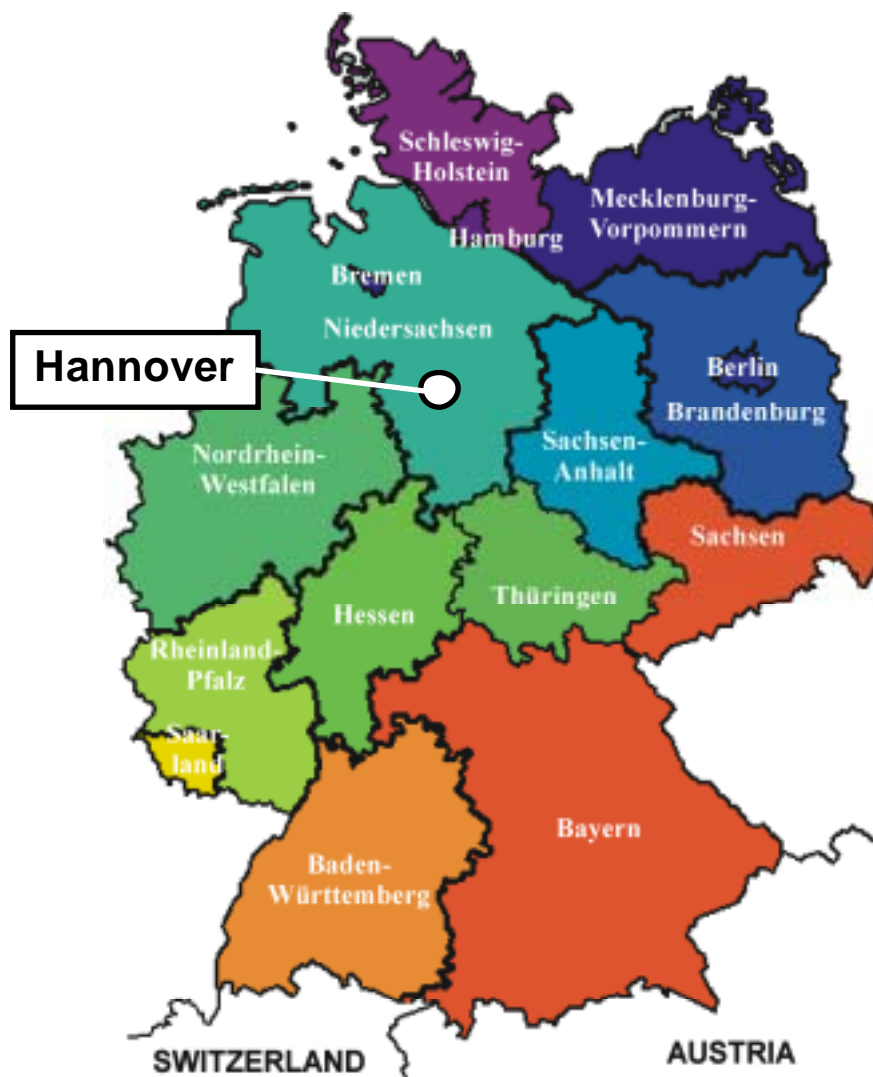 Schleswig-
Holstein
Mecklenburg-
Vorpommern
Hamburg
Bremen
Niedersachsen
Hannover
Berlin
Brandenburg
Sachsen-
Anhalt
Nordrhein-
Westfalen
Sachsen
Thüringen
Hessen
Rheinland-
Pfalz
Saar-
land
Bayern
Baden-
Württemberg
SWITZERLAND
AUSTRIA